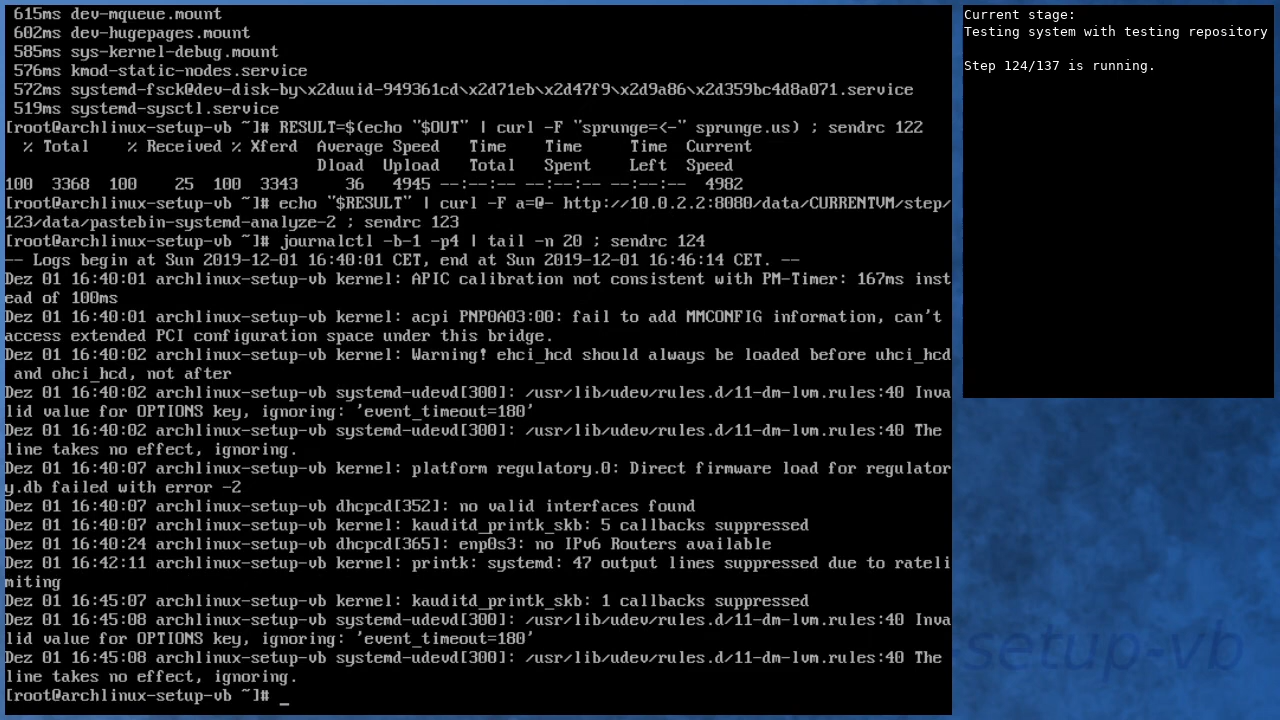 615ms dev-mqueue.mount
 602ms dev-hugepages.mount
 585ms sys-kernel-debug.mount
 576ms kmod-static-nodes.service
 572ms systemd-fsck@dev-disk-by\x2duuid-949361cd\x2d71eb\x2d47f9\x2d9a86\x2d359bc4d8a071.service
 519ms systemd-sysctl.service
[root@archlinux-setup-vb ~]# RESULT=$(echo "$OUT" | curl -F "sprunge=<-" sprunge.us) ; sendrc 122
  % Total    % Received % Xferd  Average Speed   Time    Time     Time  Current
                                 Dload  Upload   Total   Spent    Left  Speed
100  3368  100    25  100  3343     36   4945 --:--:-- --:--:-- --:--:--  4982
[root@archlinux-setup-vb ~]# echo "$RESULT" | curl -F a=@- http://10.0.2.2:8080/data/CURRENTVM/step/
123/data/pastebin-systemd-analyze-2 ; sendrc 123
[root@archlinux-setup-vb ~]# journalctl -b-1 -p4 | tail -n 20 ; sendrc 124
-- Logs begin at Sun 2019-12-01 16:40:01 CET, end at Sun 2019-12-01 16:46:14 CET. --
Dez 01 16:40:01 archlinux-setup-vb kernel: APIC calibration not consistent with PM-Timer: 167ms inst
ead of 100ms
Dez 01 16:40:01 archlinux-setup-vb kernel: acpi PNP0A03:00: fail to add MMCONFIG information, can't
access extended PCI configuration space under this bridge.
Dez 01 16:40:02 archlinux-setup-vb kernel: Warning! ehci_hcd should always be loaded before uhci_hcd
 and ohci_hcd, not after
Dez 01 16:40:02 archlinux-setup-vb systemd-udevd[300]: /usr/lib/udev/rules.d/11-dm-lvm.rules:40 Inva
lid value for OPTIONS key, ignoring: 'event_timeout=180'
Dez 01 16:40:02 archlinux-setup-vb systemd-udevd[300]: /usr/lib/udev/rules.d/11-dm-lvm.rules:40 The
line takes no effect, ignoring.
Dez 01 16:40:07 archlinux-setup-vb kernel: platform regulatory.0: Direct firmware load for regulator
y.db failed with error -2
Dez 01 16:40:07 archlinux-setup-vb dhcpcd[352]: no valid interfaces found
Dez 01 16:40:07 archlinux-setup-vb kernel: kauditd_printk_skb: 5 callbacks suppressed
Dez 01 16:40:24 archlinux-setup-vb dhcpcd[365]: enp0s3: no IPv6 Routers available
Dez 01 16:42:11 archlinux-setup-vb kernel: printk: systemd: 47 output lines suppressed due to rateli
miting
Dez 01 16:45:07 archlinux-setup-vb kernel: kauditd_printk_skb: 1 callbacks suppressed
Dez 01 16:45:08 archlinux-setup-vb systemd-udevd[300]: /usr/lib/udev/rules.d/11-dm-lvm.rules:40 Inva
lid value for OPTIONS key, ignoring: 'event_timeout=180'
Dez 01 16:45:08 archlinux-setup-vb systemd-udevd[300]: /usr/lib/udev/rules.d/11-dm-lvm.rules:40 The
line takes no effect, ignoring.
[root@archlinux-setup-vb ~]# _
Current stage:
Testing system with testing repository
Step 124/137 is running.
setup-vb